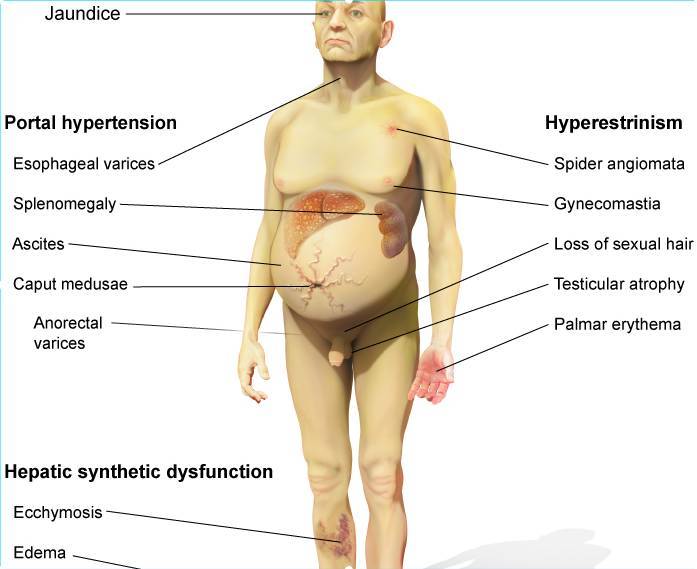 Jaundice
Portal hypertension
Esophageal varices
Splenomegaly
Ascites
Caput medusae
Anorectal
varices
Hyperestrinism
Spider angiomata
Gynecomastia
Loss of sexual hair
Testicular atrophy
Palmar erythema
Hepatic synthetic dysfunction
Ecchymosis
Edema